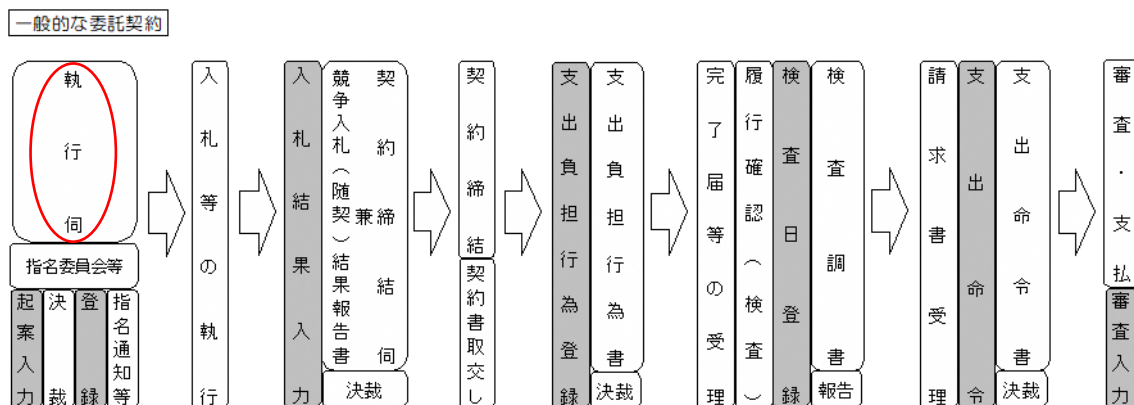 一般的な委託契約
執行伺
指名委員会等
起案入力
決裁
登録
指名通知等
入札等の執行
入札結果入力
競争入札（随契）結果報告書
兼
契約締結伺
決裁
契約締結
契約書取交し
支出負担行為登録
支出負担行為書
決裁
完了届等の受理
履行確認（検査）
検査日登録
検査調書
報告
請求書受理
支出命令
支出命令書
決裁
審査・支払
審査入力